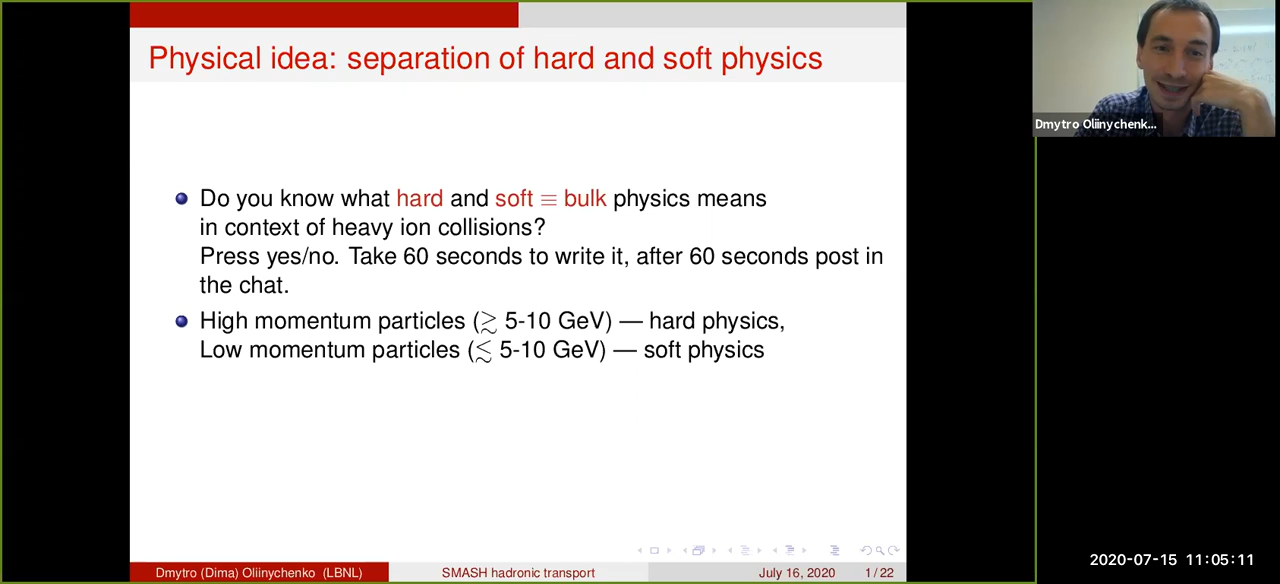 Physical idea: separation of hard and soft physics
Do you know what hard and soft ≡ bulk physics means
in context of heavy ion collisions?
Press yes/no. Take 60 seconds to write it, after 60 seconds post in
the chat.
High momentum particles (≳ 5-10 GeV) — hard physics,
Low momentum particles (≲ 5-10 GeV) — soft physics
Dmytro (Dima) Oliinychenko (LBNL)
SMASH hadronic transport
July 16, 2020
1 / 22
Dmytro Oliinychenk...
2020-07-15 11:05:11